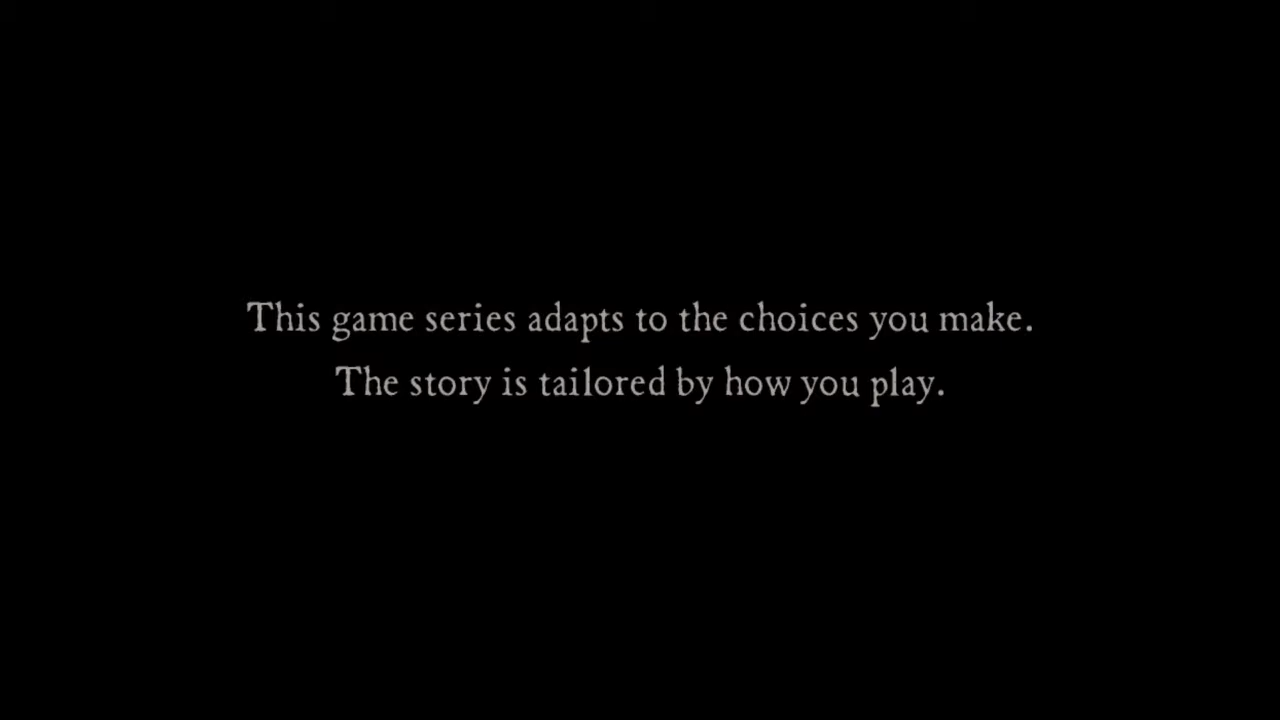 This game series adapts to the choices you make.
The story is tailored by how you play.